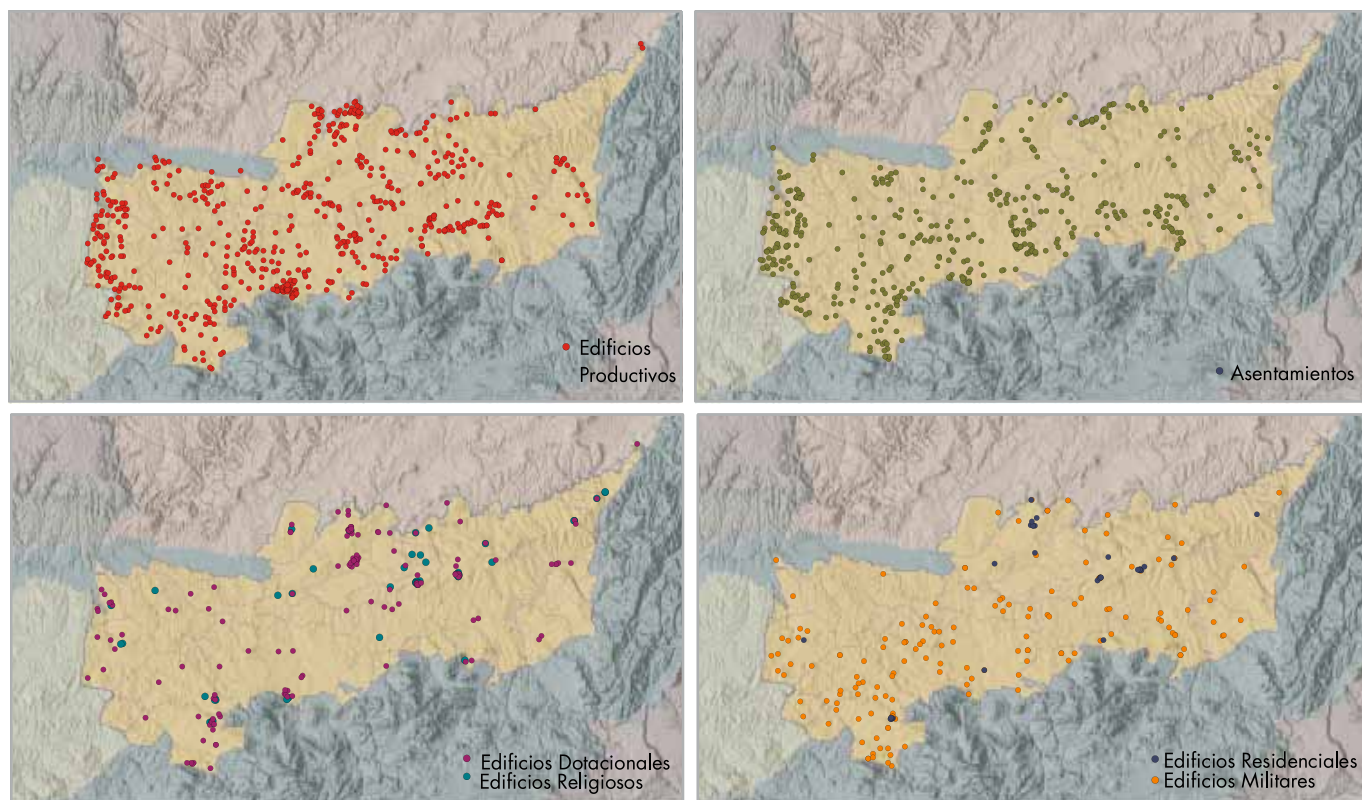 Edificios
Productivos
Asentamientos
Edificios Dotacionales
Edificios Religiosos
Edificios Residenciales
Edificios Militares